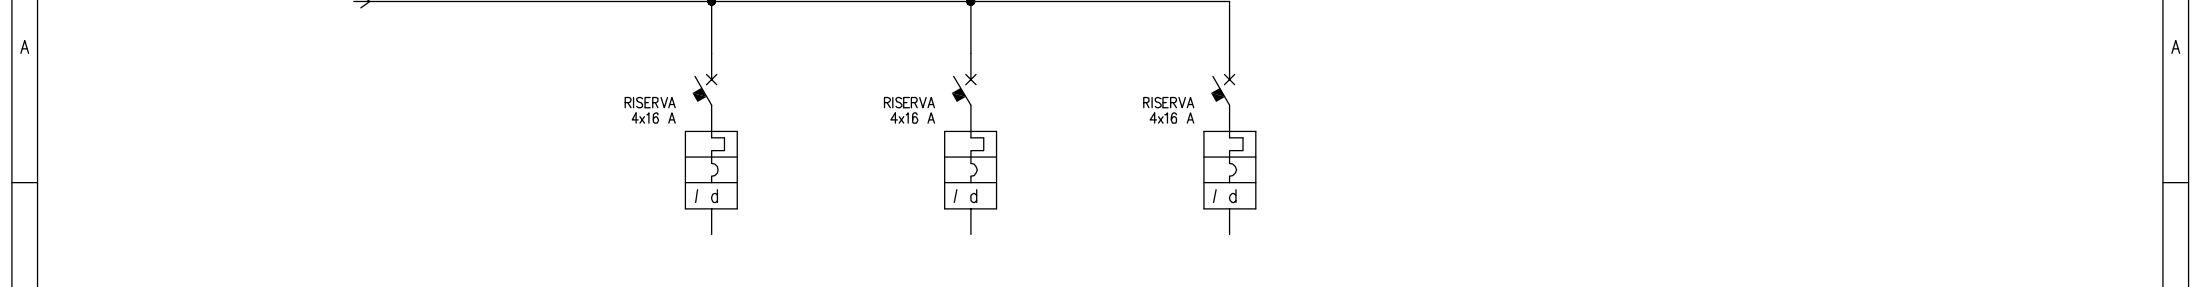 A
A
RISERVA
4x16 A
RISERVA
4x16 A
RISERVA
4x16 A
I d
I d
I d